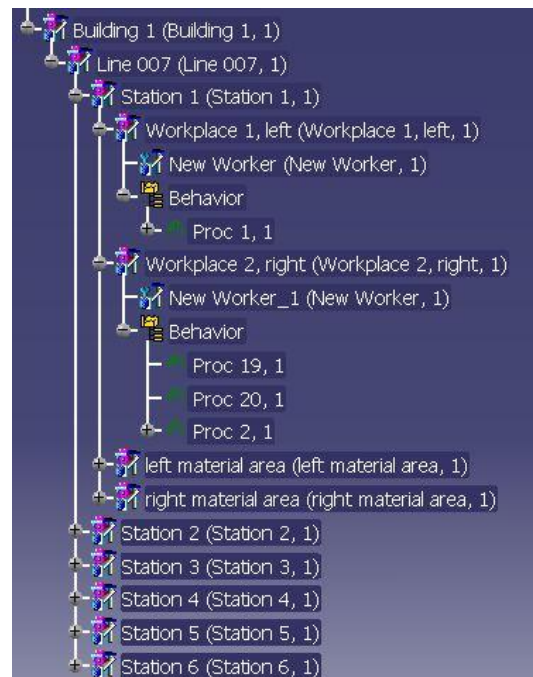 Building 1 (Building 1, 1)
Line 007 (Line 007, 1)
Station 1 (Station 1, 1)
Workplace 1, left (Workplace 1, left, 1)
New Worker (New Worker, 1)
Behavior
Proc 1, 1
Workplace 2, right (Workplace 2, right, 1)
New Worker_1 (New Worker, 1)
Behavior
Proc 19, 1
Proc 20, 1
Proc 2, 1
left material area (left material area, 1)
right material area (right material area, 1)
Station 2 (Station 2, 1)
Station 3 (Station 3, 1)
Station 4 (Station 4, 1)
Station 5 (Station 5, 1)
Station 6 (Station 6, 1)